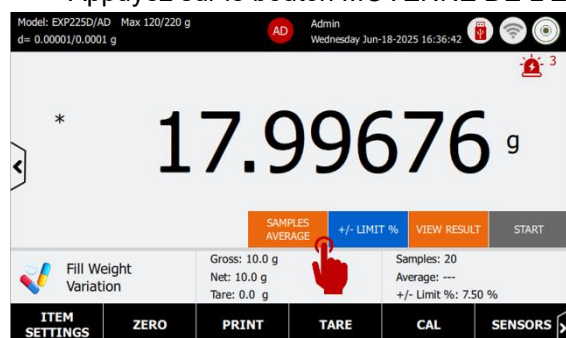 Model: EXP225D/AD Max 120/220 g
d= 0.00001/0.0001 g
AD
Admin
Wednesday Jun-18-2025 16:36:42
3
*
17.99676 g
SAMPLES AVERAGE
+/- LIMIT %
VIEW RESULT
START
Fill Weight
Variation
Gross: 10.0 g
Net: 10.0 g
Tare: 0.0 g
Samples: 20
Average: ---
+/- Limit %: 7.50 %
ITEM SETTINGS
ZERO
PRINT
TARE
CAL
SENSORS